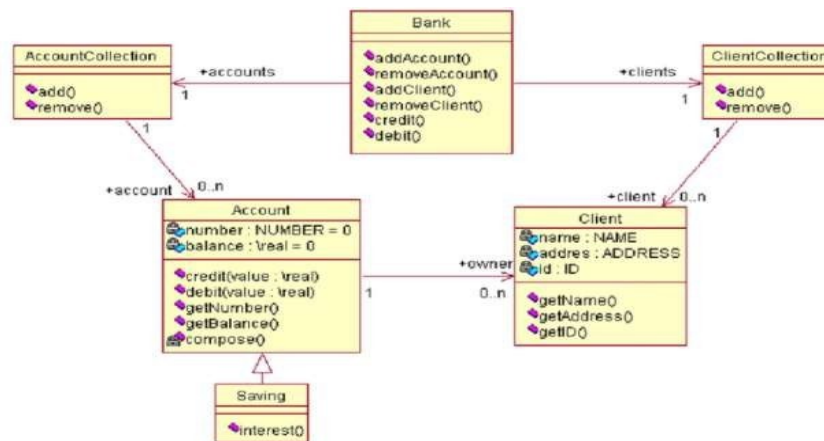 Bank
addAccount()
removeAccount()
addClient()
removeClient()
credit()
debit()
AccountCollection
add()
remove()
+accounts
1
+clients
1
ClientCollection
add()
remove()
1
+account
0..n
1
+client
0..n
Account
number : NUMBER = 0
balance : \real = 0
credit(value : \real)
debit(value : \real)
getNumber()
getBalance()
compose()
+owner
1
0..n
Client
name : NAME
addres : ADDRESS
id : ID
getName()
getAddress()
getID()
Saving
interest()